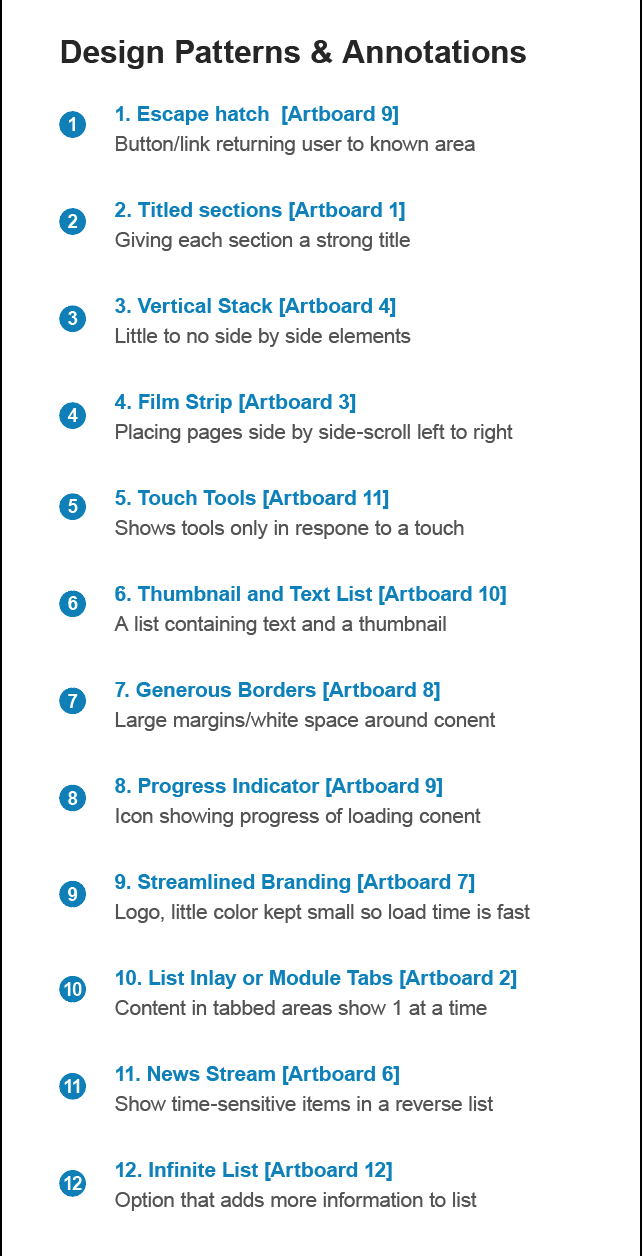 Design Patterns & Annotations
1
1. Escape hatch  [Artboard 9]
Button/link returning user to known area
2
2. Titled sections [Artboard 1]
Giving each section a strong title
3
3. Vertical Stack [Artboard 4]
Little to no side by side elements
4
4. Film Strip [Artboard 3]
Placing pages side by side-scroll left to right
5
5. Touch Tools [Artboard 11]
Shows tools only in respone to a touch
6
6. Thumbnail and Text List [Artboard 10]
A list containing text and a thumbnail
7
7. Generous Borders [Artboard 8]
Large margins/white space around conent
8
8. Progress Indicator [Artboard 9]
Icon showing progress of loading conent
9
9. Streamlined Branding [Artboard 7]
Logo, little color kept small so load time is fast
10
10. List Inlay or Module Tabs [Artboard 2]
Content in tabbed areas show 1 at a time
11
11. News Stream [Artboard 6]
Show time-sensitive items in a reverse list
12
12. Infinite List [Artboard 12]
Option that adds more information to list